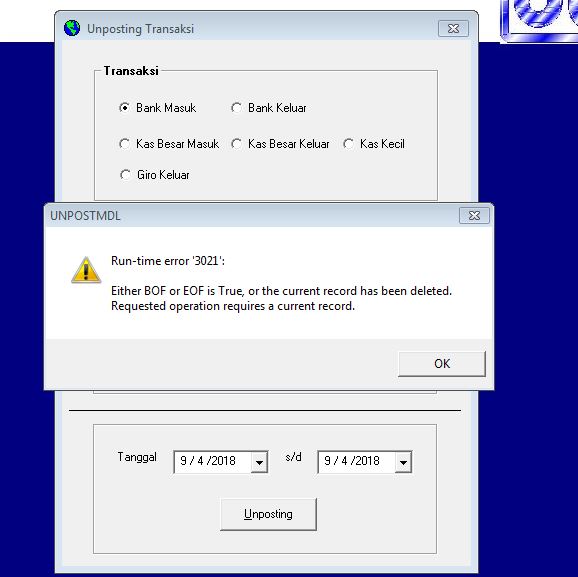 Unposting Transaksi
Transaksi
Bank Masuk Bank Keluar
Kas Besar Masuk Kas Besar Keluar Kas Kecil
Giro Keluar
UNPOSTMDL
Run-time error '3021':
Either BOF or EOF is True, or the current record has been deleted.
Requested operation requires a current record.
OK
Tanggal 9 / 4 /2018 s/d 9 / 4 /2018
Unposting